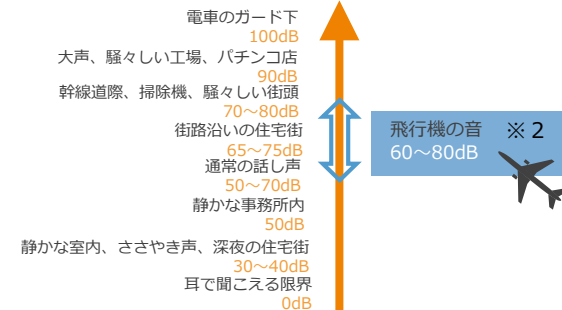 電車のガード下
100dB
大声、騒々しい工場、パチンコ店
90dB
幹線道際、掃除機、騒々しい街頭
70～80dB
街路沿いの住宅街
65～75dB
通常の話し声
50～70dB
静かな事務所内
50dB
静かな室内、ささやき声、深夜の住宅街
30～40dB
耳で聞こえる限界
0dB
飛行機の音 ※２
60～80dB